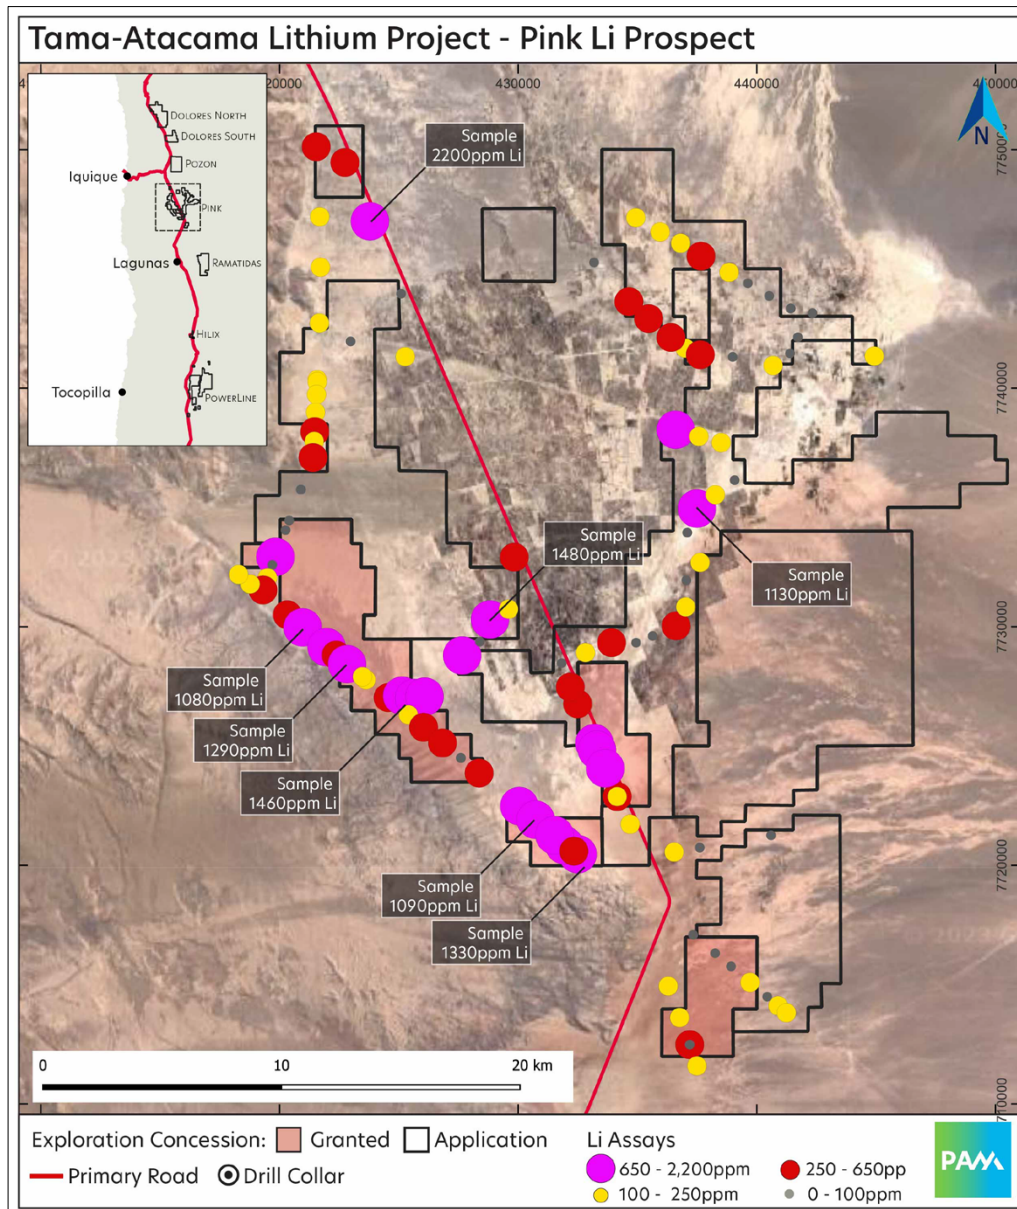 Tama-Atacama Lithium Project - Pink Li Prospect
20000
430000
440000
450000
7750000
7740000
7730000
7720000
7710000
N
Dolores North
Dolores South
Pozon
Iquique
Pink
Lagunas
Ramatidas
Hilix
Tocopilla
PowerLine
Sample
2200ppm Li
Sample
1480ppm Li
Sample
1130ppm Li
Sample
1080ppm Li
Sample
1290ppm Li
Sample
1460ppm Li
Sample
1090ppm Li
Sample
1330ppm Li
0 10 20 km
Exploration Concession: Granted Application
Primary Road Drill Collar
Li Assays
650 - 2,200ppm 250 - 650pp
100 - 250ppm 0 - 100ppm
PAM